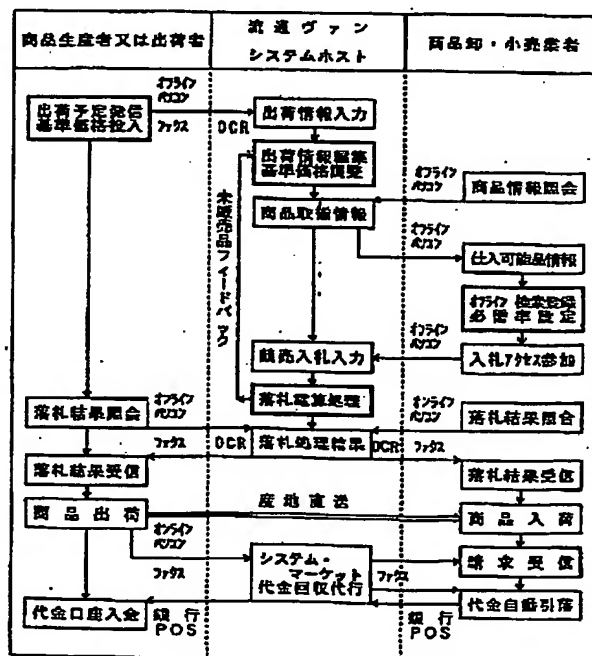 商品生産者又は出荷者
流通ヴァン
システムホスト
商品卸・小売業者
出荷予定発信
基準価格投入
オフライン
パソコン
ファクス
OCR
出荷情報入力
出荷情報編集
基準価格調整
商品取扱情報
オフライン
パソコン
商品情報照会
未販売品フィードバック
オフライン
パソコン
仕入可能品情報
オフライン 検索登録
必需率設定
競売入札入力
オフライン
パソコン
入札アクセス参加
落札電算処理
落札結果照会
オフライン
パソコン
オンライン
パソコン
落札結果照合
ファクス
OCR
落札処理結果
OCR
ファクス
落札結果受信
落札結果受信
商品出荷
産地直送
商品入荷
オンライン
パソコン
ファクス
システム・
マーケット
代金回収代行
ファクス
請求受信
代金口座入金
銀行
POS
銀行
POS
代金自動引落